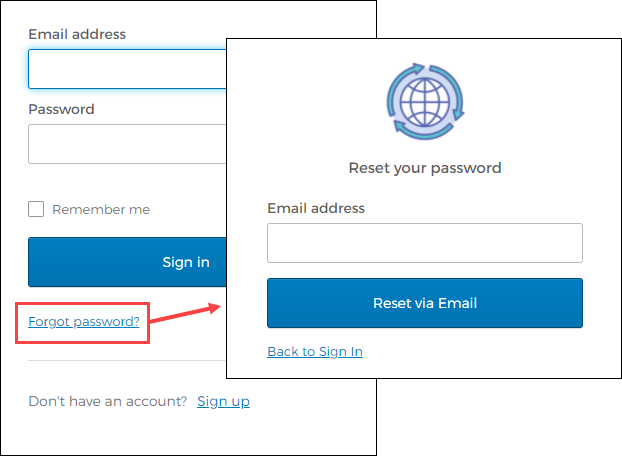 Email address
Password
Remember me
Sign in
Forgot password?
Don't have an account? Sign up
Reset your password
Email address
Reset via Email
Back to Sign In